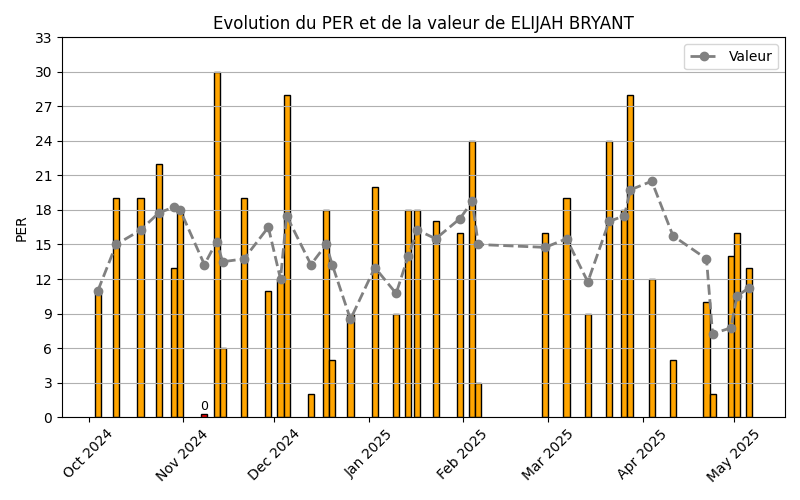 Evolution du PER et de la valeur de ELIJAH BRYANT
Valeur
PER
33
30
27
24
21
18
15
12
9
6
3
0
0
Oct 2024
Nov 2024
Dec 2024
Jan 2025
Feb 2025
Mar 2025
Apr 2025
May 2025